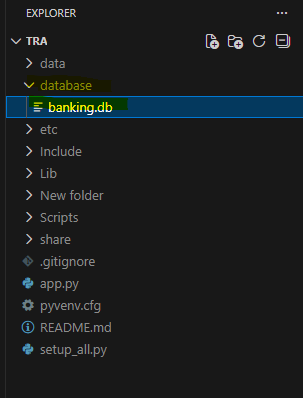 EXPLORER
TRA
data
database
banking.db
etc
Include
Lib
New folder
Scripts
share
.gitignore
app.py
pyvenv.cfg
README.md
setup_all.py